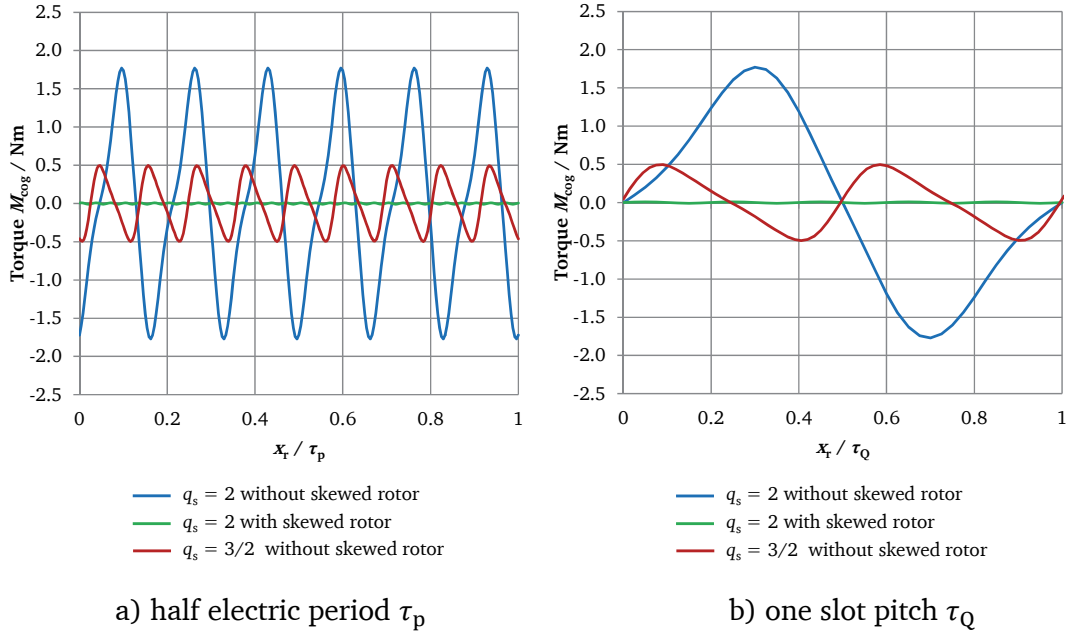 2.5
2.0
1.5
1.0
0.5
0.0
-0.5
-1.0
-1.5
-2.0
-2.5
Torque M_cog / Nm
0 0.2 0.4 0.6 0.8 1
x_r / τ_p
q_s = 2 without skewed rotor
q_s = 2 with skewed rotor
q_s = 3/2 without skewed rotor
a) half electric period τ_p
2.5
2.0
1.5
1.0
0.5
0.0
-0.5
-1.0
-1.5
-2.0
-2.5
Torque M_cog / Nm
0 0.2 0.4 0.6 0.8 1
x_r / τ_Q
q_s = 2 without skewed rotor
q_s = 2 with skewed rotor
q_s = 3/2 without skewed rotor
b) one slot pitch τ_Q